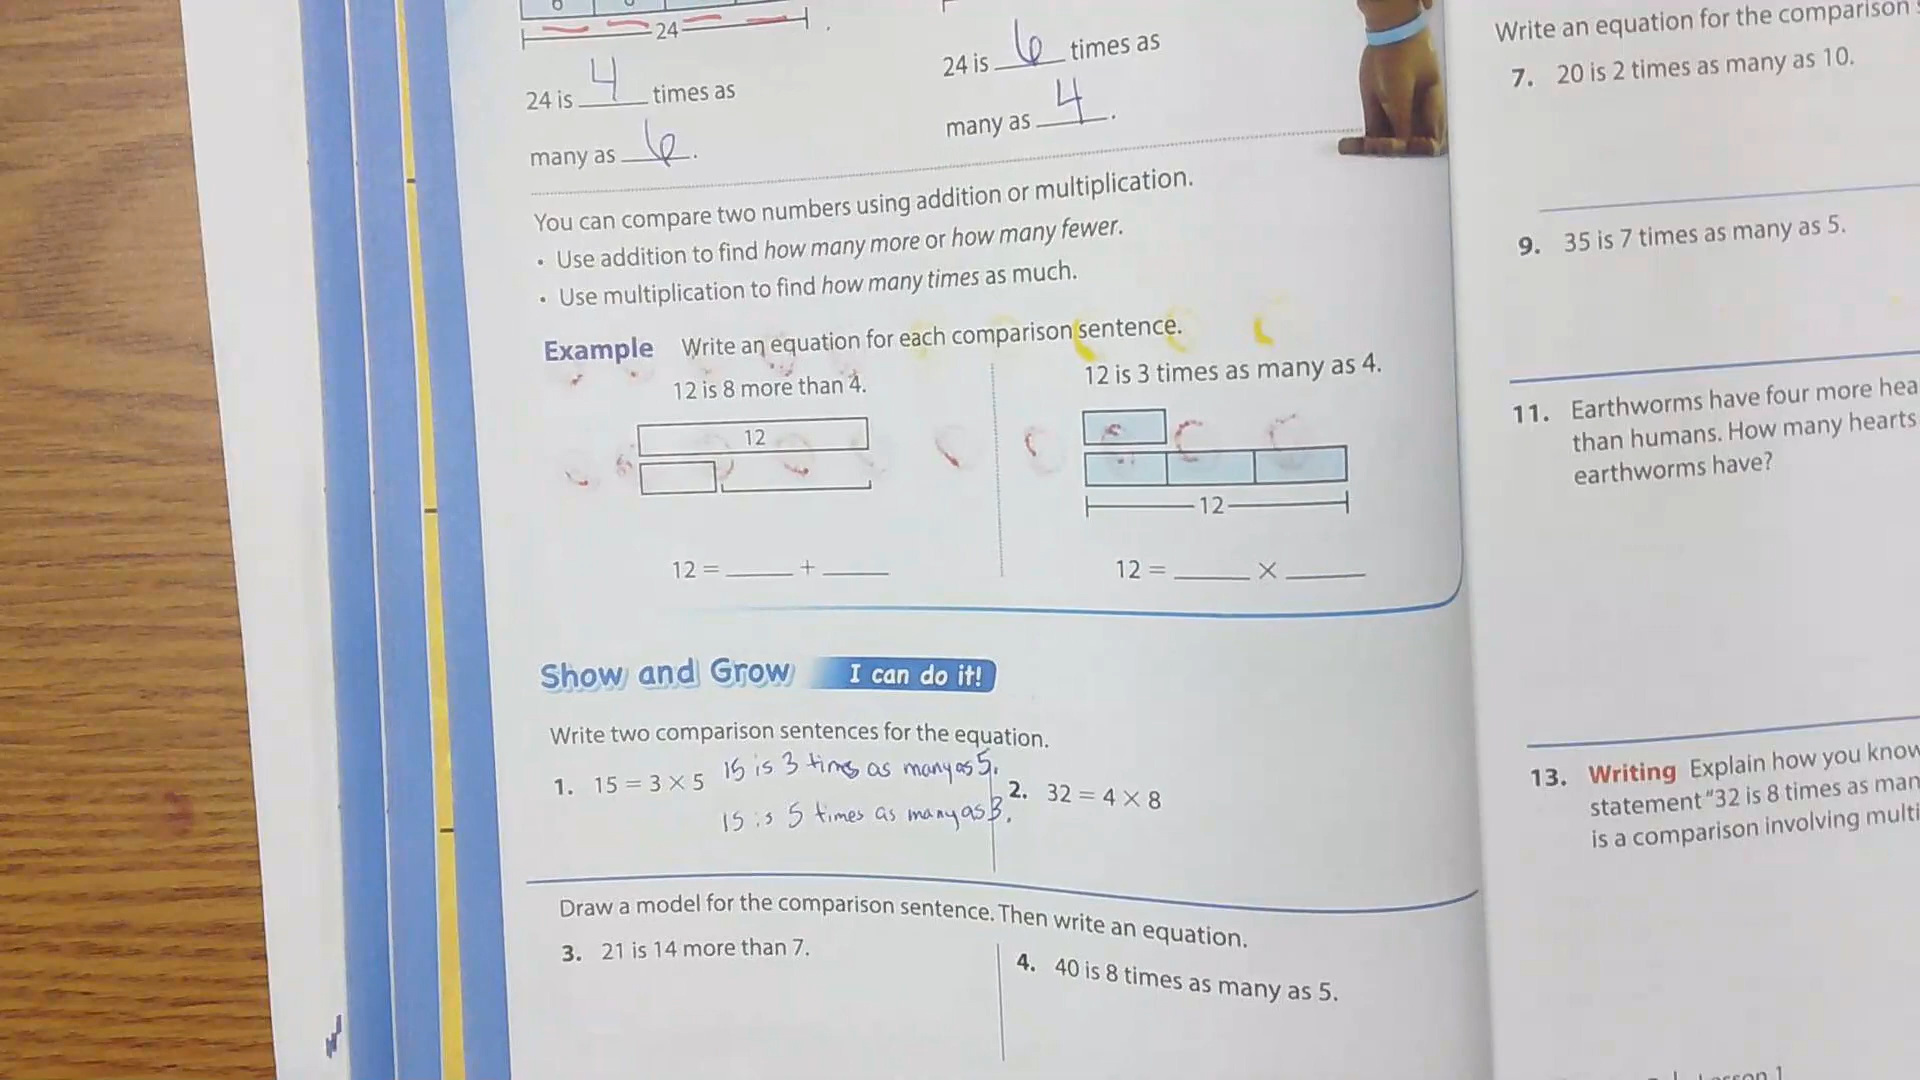 24
24 is 4 times as
many as 6.
24 is 6 times as
many as 4.
You can compare two numbers using addition or multiplication.
• Use addition to find how many more or how many fewer.
• Use multiplication to find how many times as much.
Example Write an equation for each comparison sentence.
12 is 8 more than 4.
12
12 = ____ + ____
12 is 3 times as many as 4.
12
12 = ____ × ____
Show and Grow I can do it!
Write two comparison sentences for the equation.
1. 15 = 3 × 5
15 is 3 times as many as 5.
15 is 5 times as many as 3.
2. 32 = 4 × 8
Draw a model for the comparison sentence. Then write an equation.
3. 21 is 14 more than 7.
4. 40 is 8 times as many as 5.
Write an equation for the comparison
7. 20 is 2 times as many as 10.
9. 35 is 7 times as many as 5.
11. Earthworms have four more
than humans. How many hearts
earthworms have?
13. Writing Explain how you
statement "32 is 8 times as
is a comparison involving
1